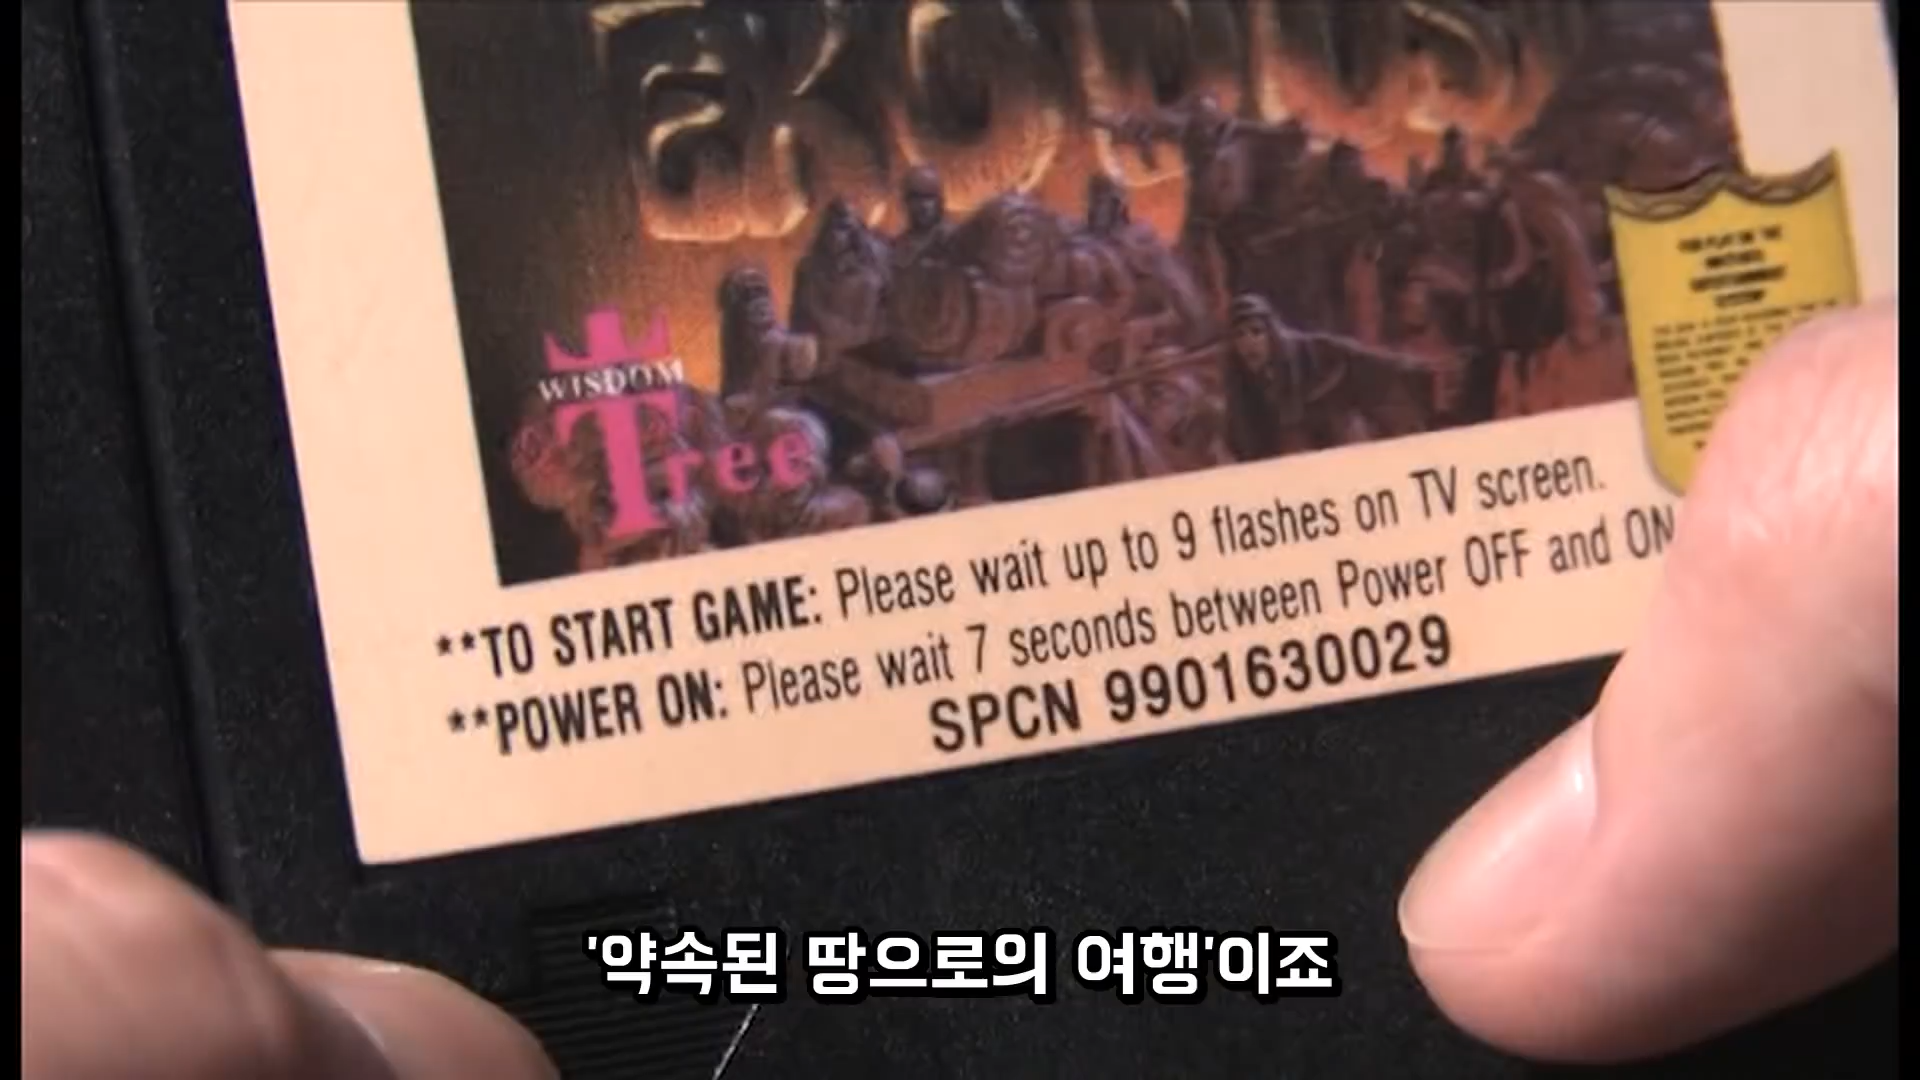 EXODUS
WISDOM
Tree
**TO START GAME: Please wait up to 9 flashes on TV screen.
**POWER ON: Please wait 7 seconds between Power OFF and ON
SPCN 9901630029
'약속된 땅으로의 여행'이죠